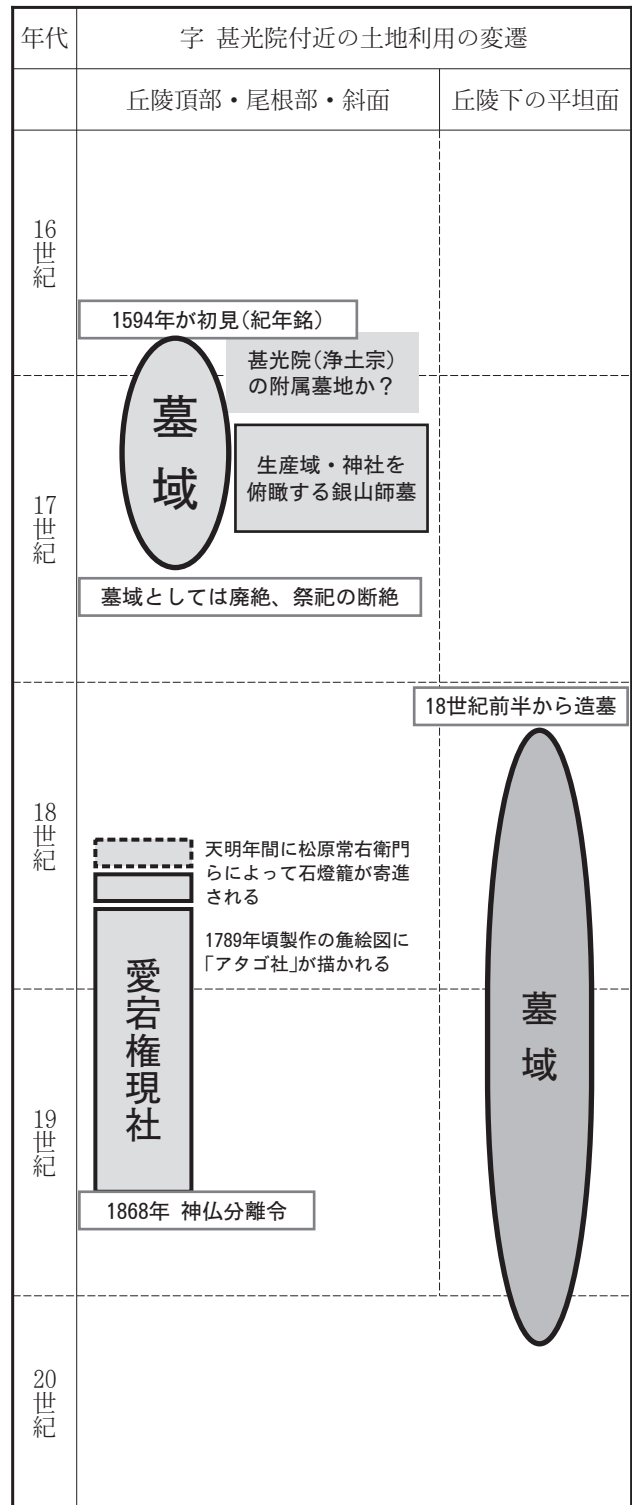 年代
字 甚光院付近の土地利用の変遷
丘陵頂部・尾根部・斜面
丘陵下の平坦面
16世紀
1594年が初見(紀年銘)
甚光院(浄土宗)
の附属墓地か?
墓域
生産域・神社を
俯瞰する銀山師墓
17世紀
墓域としては廃絶、祭祀の断絶
18世紀前半から造墓
18世紀
天明年間に松原常右衛門
らによって石燈籠が寄進
される
1789年頃製作の麁絵図に
「アタゴ社」が描かれる
愛宕権現社
墓域
19世紀
1868年 神仏分離令
20世紀